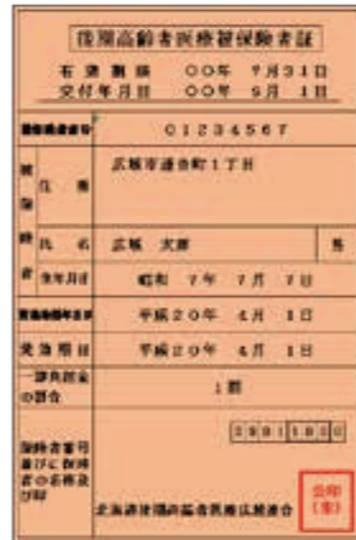 後期高齢者医療被保険者証
有効期限 〇〇年 7月31日
交付年月日 〇〇年 8月 1日
被保険者番号 01234567
被保険者
住所 広域市連合町1丁目
氏名 広域 太郎 男
生年月日 昭和 7年 7月 7日
資格取得年月日 平成20年 4月 1日
発効期日 平成20年 4月 1日
一部負担金
の割合 1割
保険者番号
並びに保険
者の名称及
び印
北海道後期高齢者医療広域連合
公印
(朱)